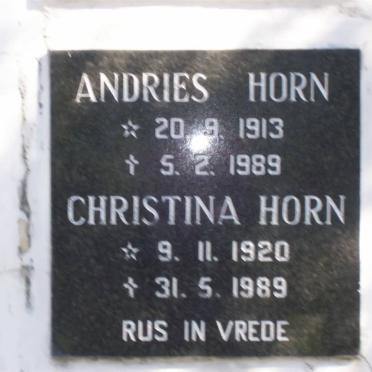 ANDRIES HORN
☆ 20. 9. 1913
† 5. 2. 1989
CHRISTINA HORN
☆ 9. 11. 1920
† 31. 5. 1989
RUS IN VREDE